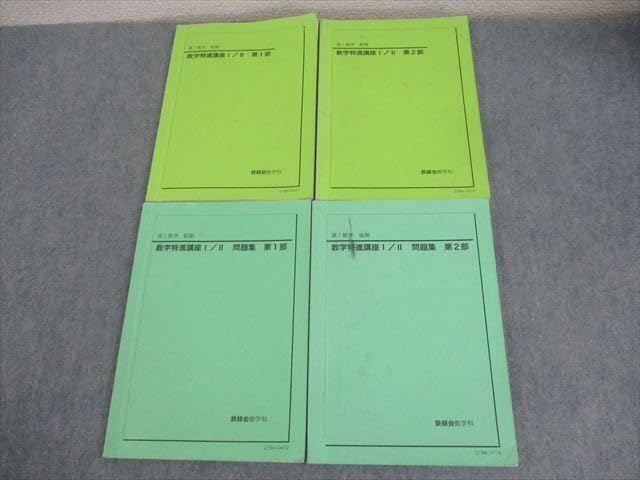 高1数学 前期
数学特進講座Ⅰ/Ⅱ 第1部
鉄緑会数学科
高1数学 後期
数学特進講座Ⅰ/Ⅱ 第2部
鉄緑会数学科
高1数学 前期
数学特進講座Ⅰ/Ⅱ 問題集 第1部
鉄緑会数学科
21B4-0412
高1数学 後期
数学特進講座Ⅰ/Ⅱ 問題集 第2部
鉄緑会数学科